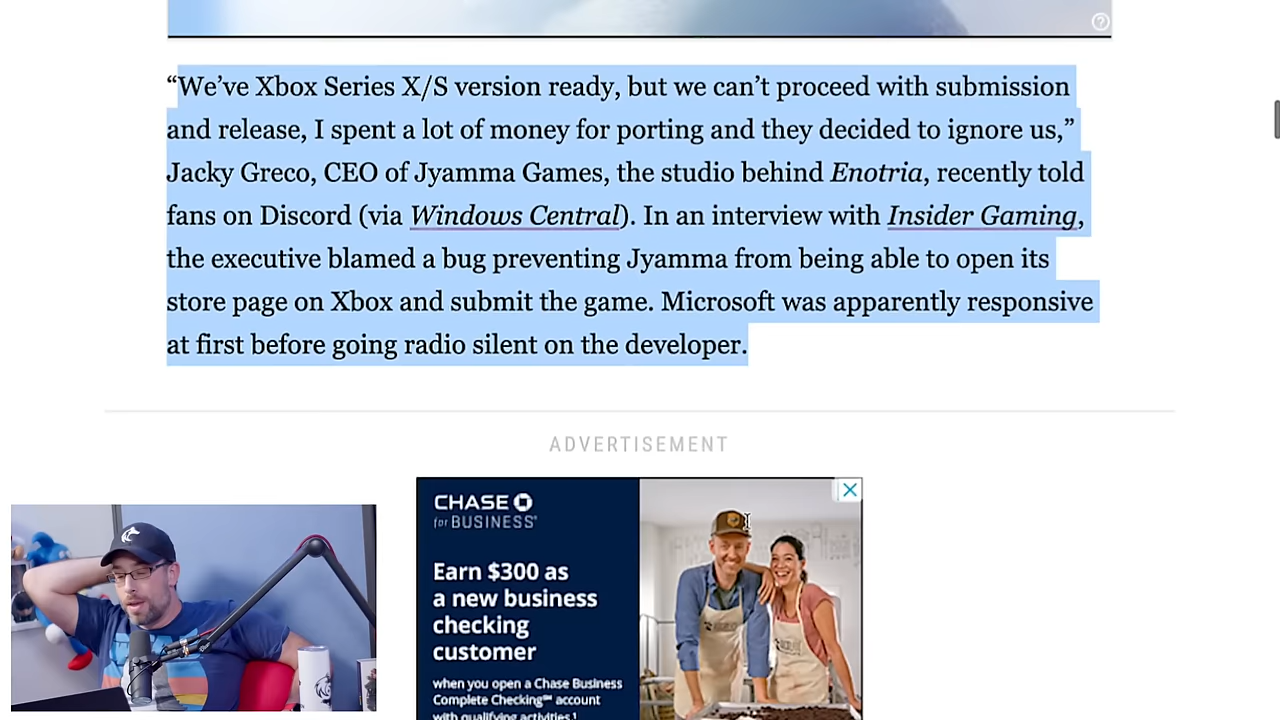 “We’ve Xbox Series X/S version ready, but we can’t proceed with submission
and release, I spent a lot of money for porting and they decided to ignore us,”
Jacky Greco, CEO of Jyamma Games, the studio behind Enotria, recently told
fans on Discord (via Windows Central). In an interview with Insider Gaming,
the executive blamed a bug preventing Jyamma from being able to open its
store page on Xbox and submit the game. Microsoft was apparently responsive
at first before going radio silent on the developer.
ADVERTISEMENT
CHASE
for BUSINESS®
Earn $300 as
a new business
checking
customer
when you open a Chase Business
Complete Checking℠ account
with qualifying activities.¹